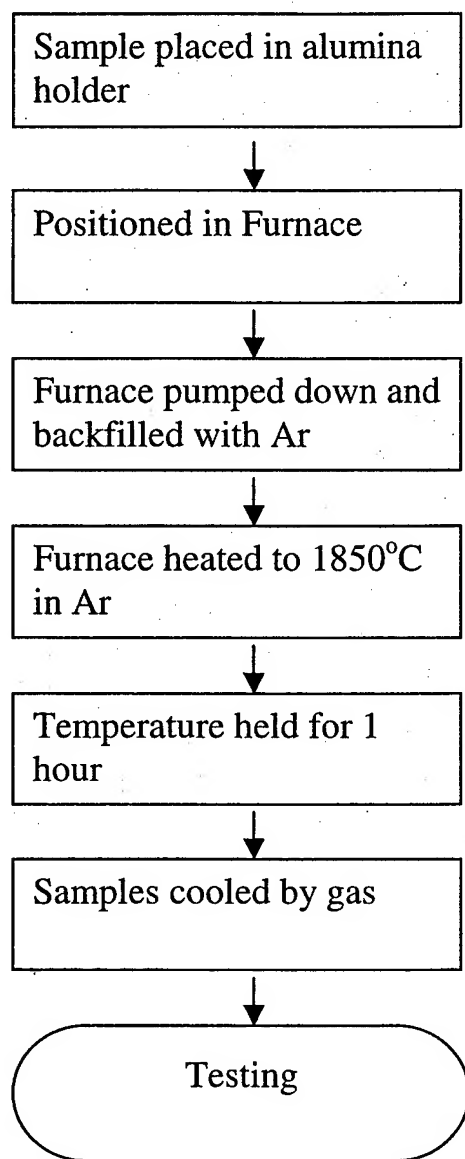 Sample placed in alumina
holder
Positioned in Furnace
Furnace pumped down and
backfilled with Ar
Furnace heated to 1850°C
in Ar
Temperature held for 1
hour
Samples cooled by gas
Testing